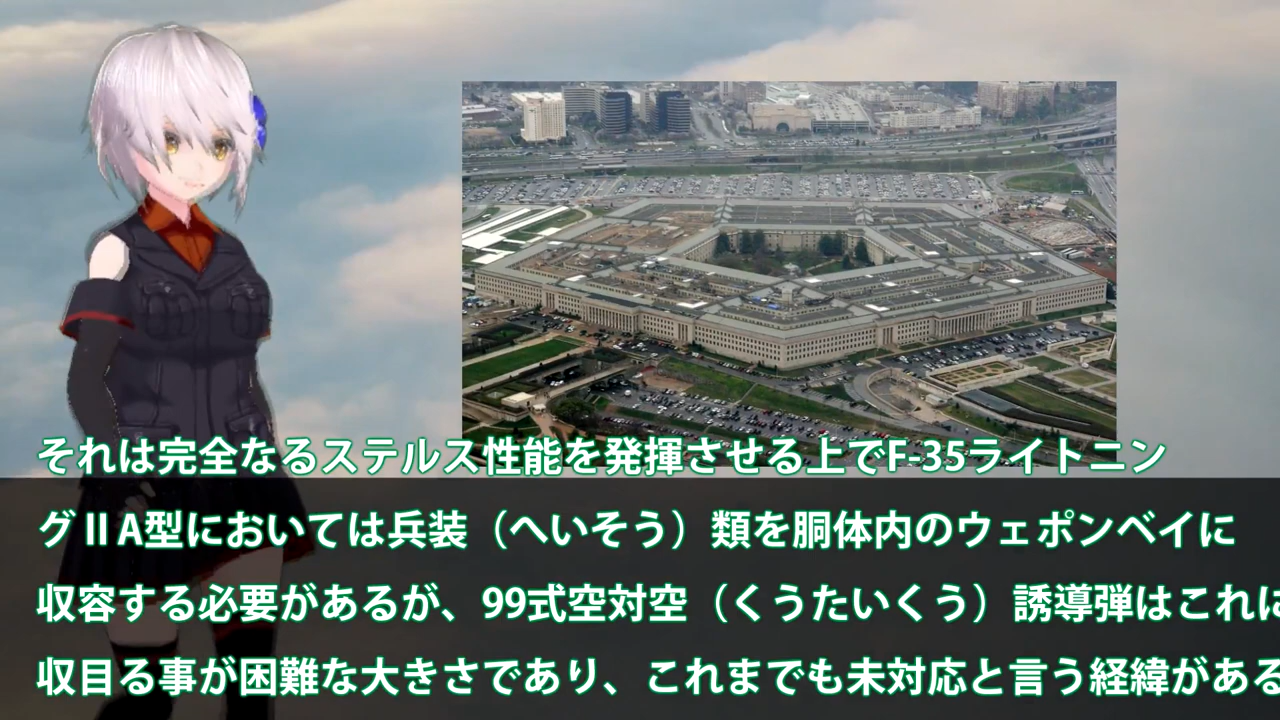 それは完全なるステルス性能を発揮させる上でF-35ライトニン
グⅡA型においては兵装（へいそう）類を胴体内のウェポンベイに
収容する必要があるが、99式空対空（くうたいくう）誘導弾はこれに
収目る事が困難な大きさであり、これまでも未対応と言う経緯がある